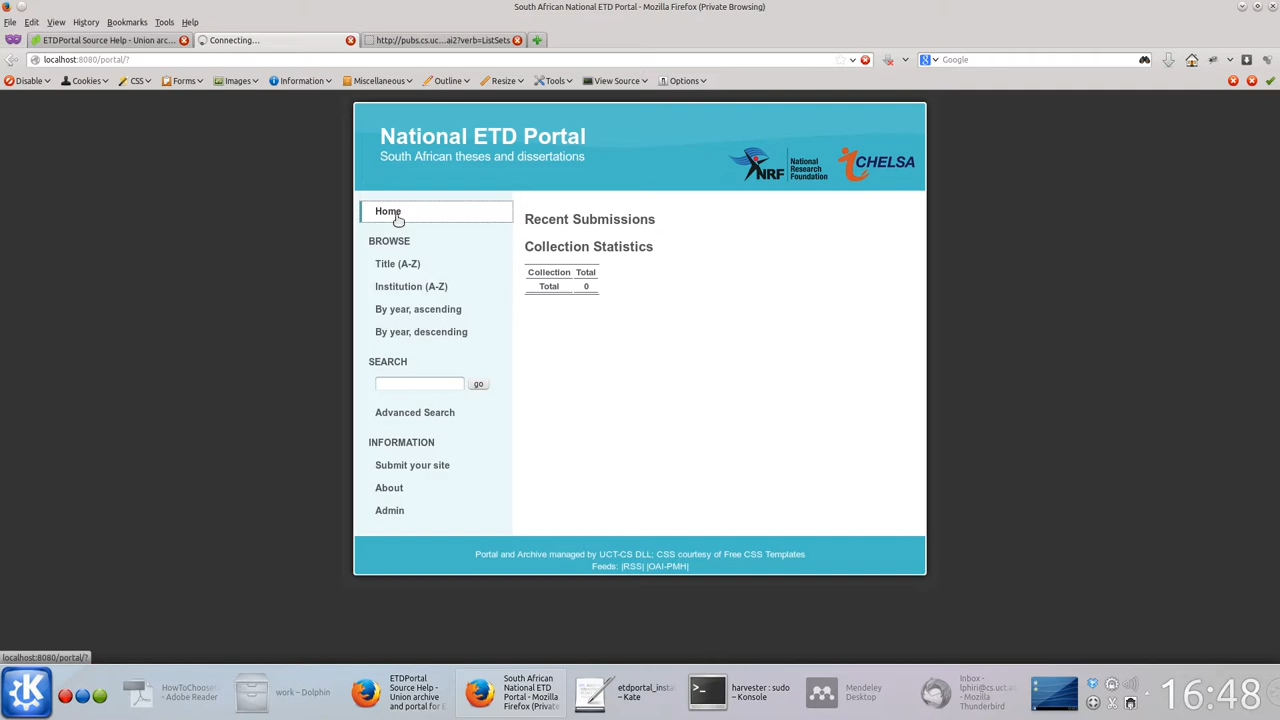 South African National ETD Portal - Mozilla Firefox (Private Browsing)
File Edit View History Bookmarks Tools Help
ETDPortal Source Help - Union arc...
Connecting...
http://pubs.cs.uc...ai2?verb=ListSets
localhost:8080/portal/?
Google
Disable Cookies CSS Forms Images Information Miscellaneous Outline Resize Tools View Source Options
National ETD Portal
South African theses and dissertations
NRF
National
Research
Foundation
CHELSA
Home
BROWSE
Title (A-Z)
Institution (A-Z)
By year, ascending
By year, descending
SEARCH
go
Advanced Search
INFORMATION
Submit your site
About
Admin
Recent Submissions
Collection Statistics
Collection Total
Total 0
Portal and Archive managed by UCT-CS DLL; CSS courtesy of Free CSS Templates
Feeds: |RSS| |OAI-PMH|
localhost:8080/portal/?
HowToChoose
- Adobe Reader
work – Dolphin
ETDPortal
Source Help -
Union archive
and portal for E
South African
National ETD
Portal - Mozilla
Firefox (Private
etdportal_insta
– Kate
harvester : sudo
– Konsole
Mendeley
Desktop
Inbox -
lphiri@cs.uct.a
Thunderbird
16:48